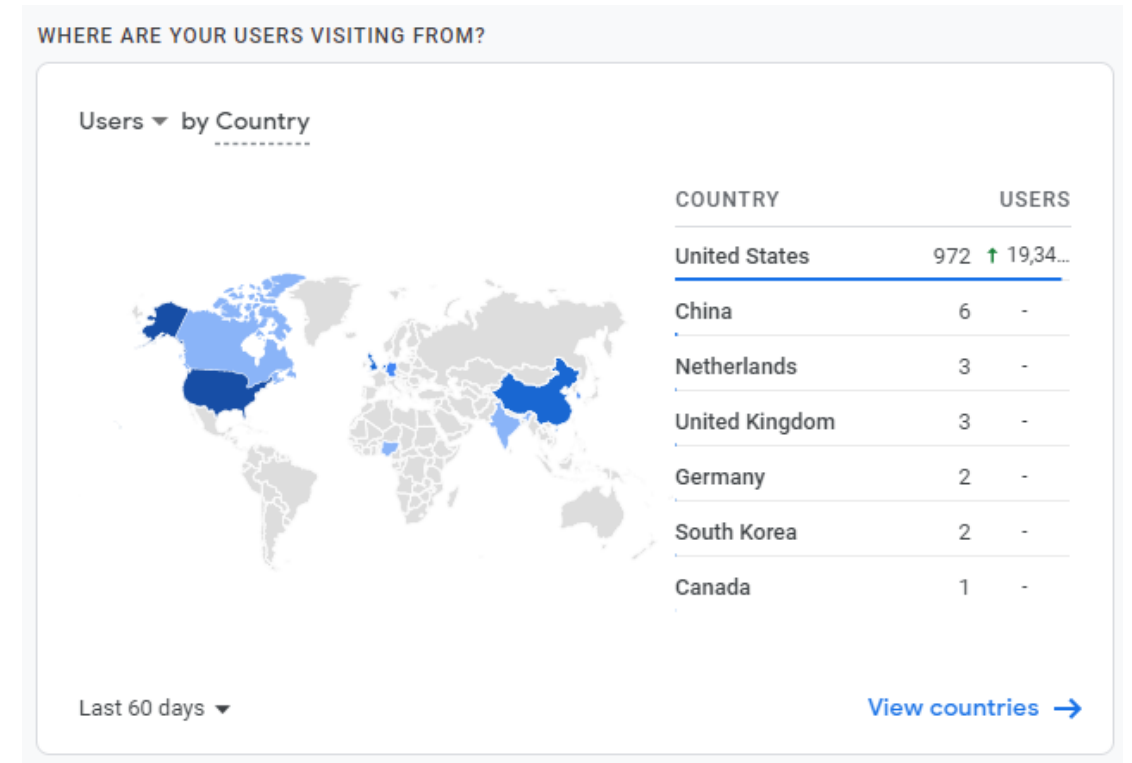 WHERE ARE YOUR USERS VISITING FROM?
Users by Country
COUNTRY USERS
United States 972 ↑ 19,34...
China 6 -
Netherlands 3 -
United Kingdom 3 -
Germany 2 -
South Korea 2 -
Canada 1 -
Last 60 days View countries →